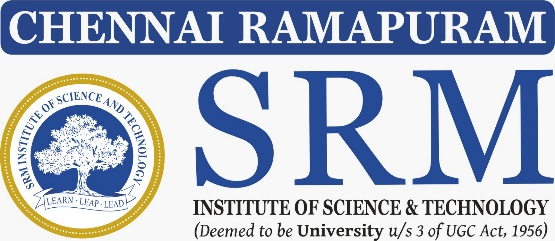 CHENNAI RAMAPURAM
SRM INSTITUTE OF SCIENCE AND TECHNOLOGY
LEARN · LEAP · LEAD
SRM
INSTITUTE OF SCIENCE & TECHNOLOGY
(Deemed to be University u/s 3 of UGC Act, 1956)